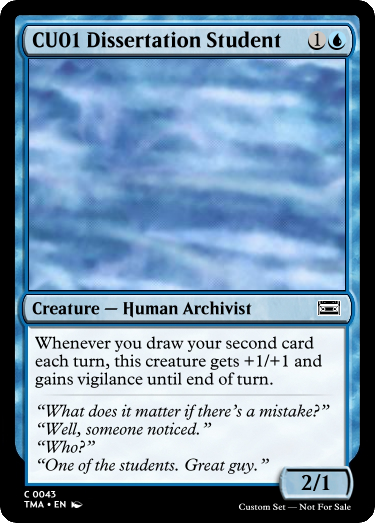 CU01 Dissertation Student 1
Creature — Human Archivist
Whenever you draw your second card
each turn, this creature gets +1/+1 and
gains vigilance until end of turn.
“What does it matter if there's a mistake?”
“Well, someone noticed.”
“Who?”
“One of the students. Great guy.”
2/1
C 0043
TMA • EN
Custom Set — Not For Sale